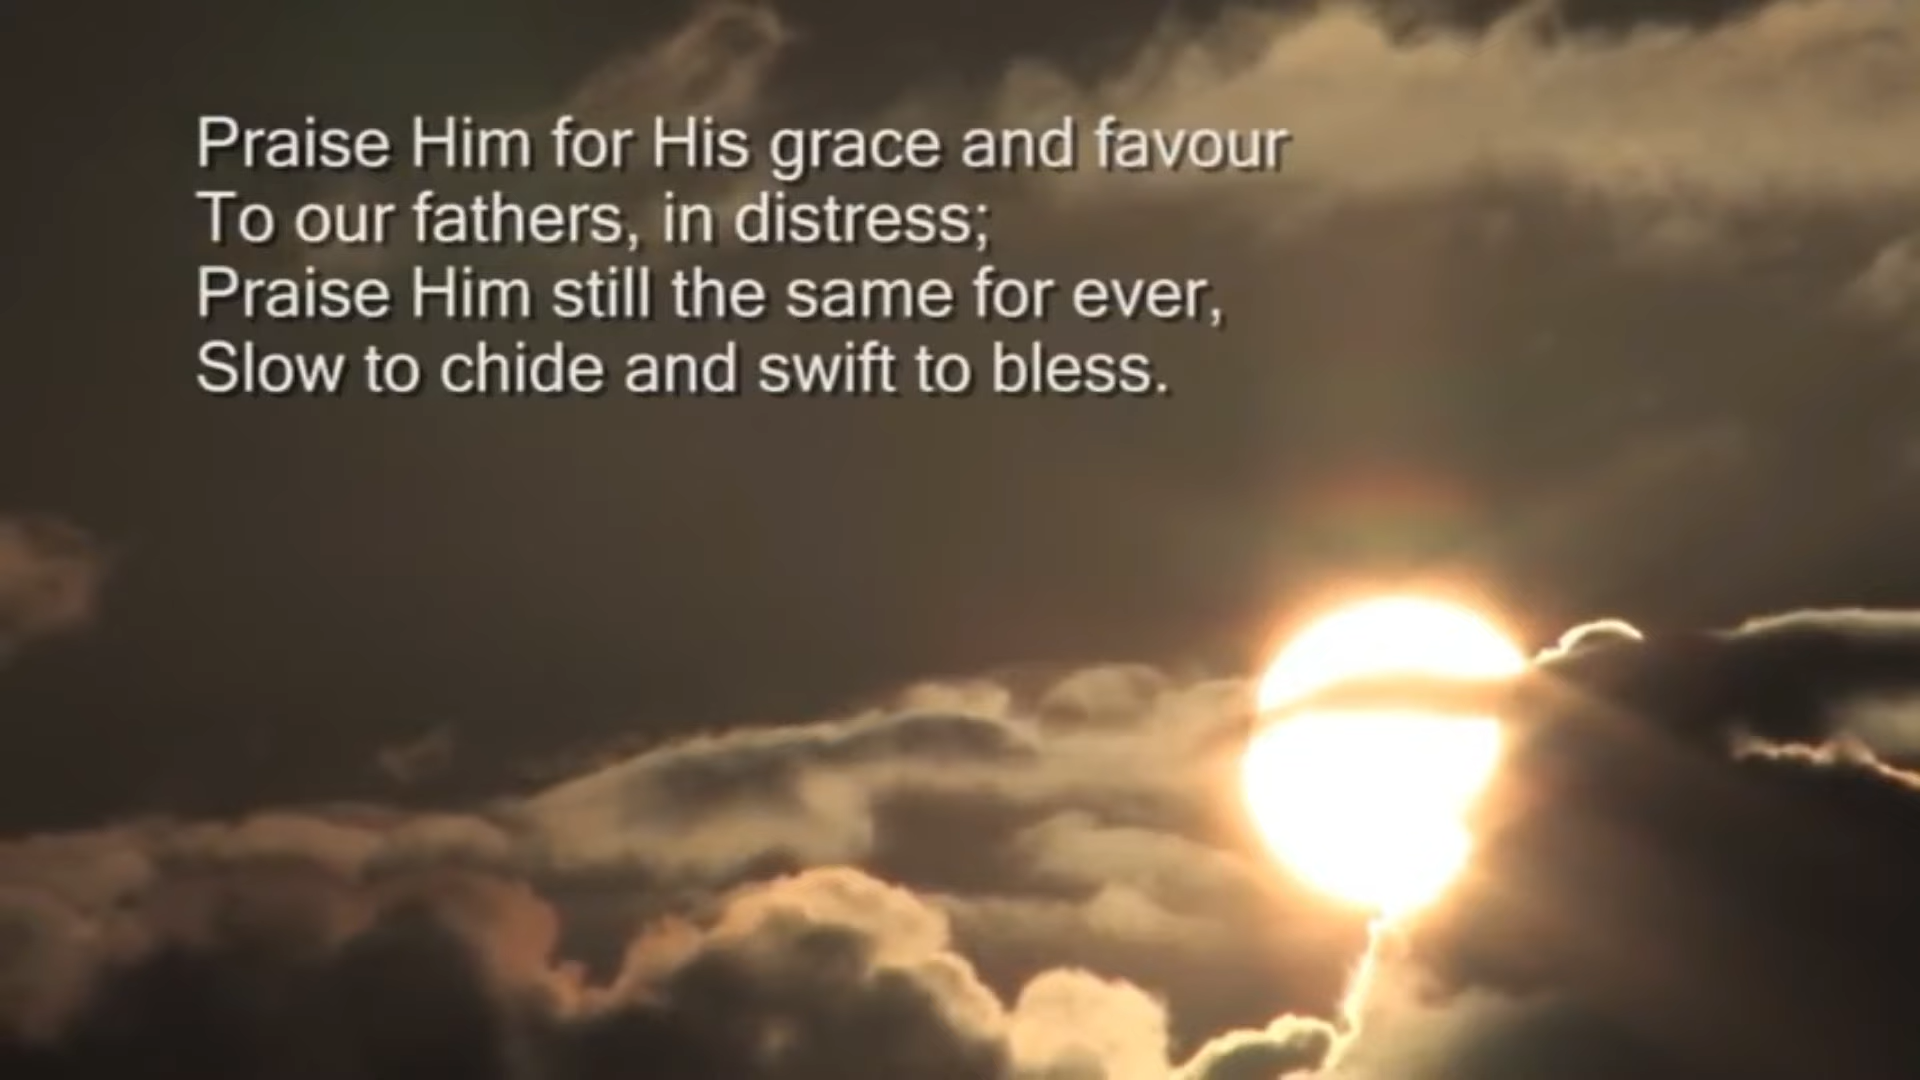 Praise Him for His grace and favour
To our fathers, in distress;
Praise Him still the same for ever,
Slow to chide and swift to bless.